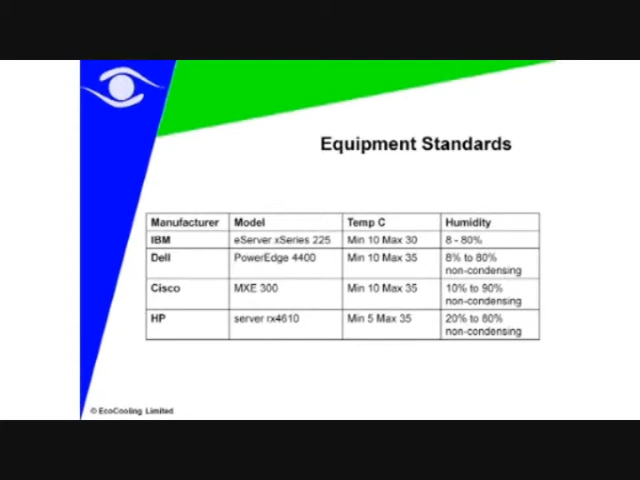 Equipment Standards
Manufacturer Model Temp C Humidity
IBM eServer xSeries 225 Min 10 Max 30 8 - 80%
Dell PowerEdge 4400 Min 10 Max 35 8% to 80%
non-condensing
Cisco MXE 300 Min 10 Max 35 10% to 90%
non-condensing
HP server rx4610 Min 5 Max 35 20% to 80%
non-condensing
© EcoCooling Limited